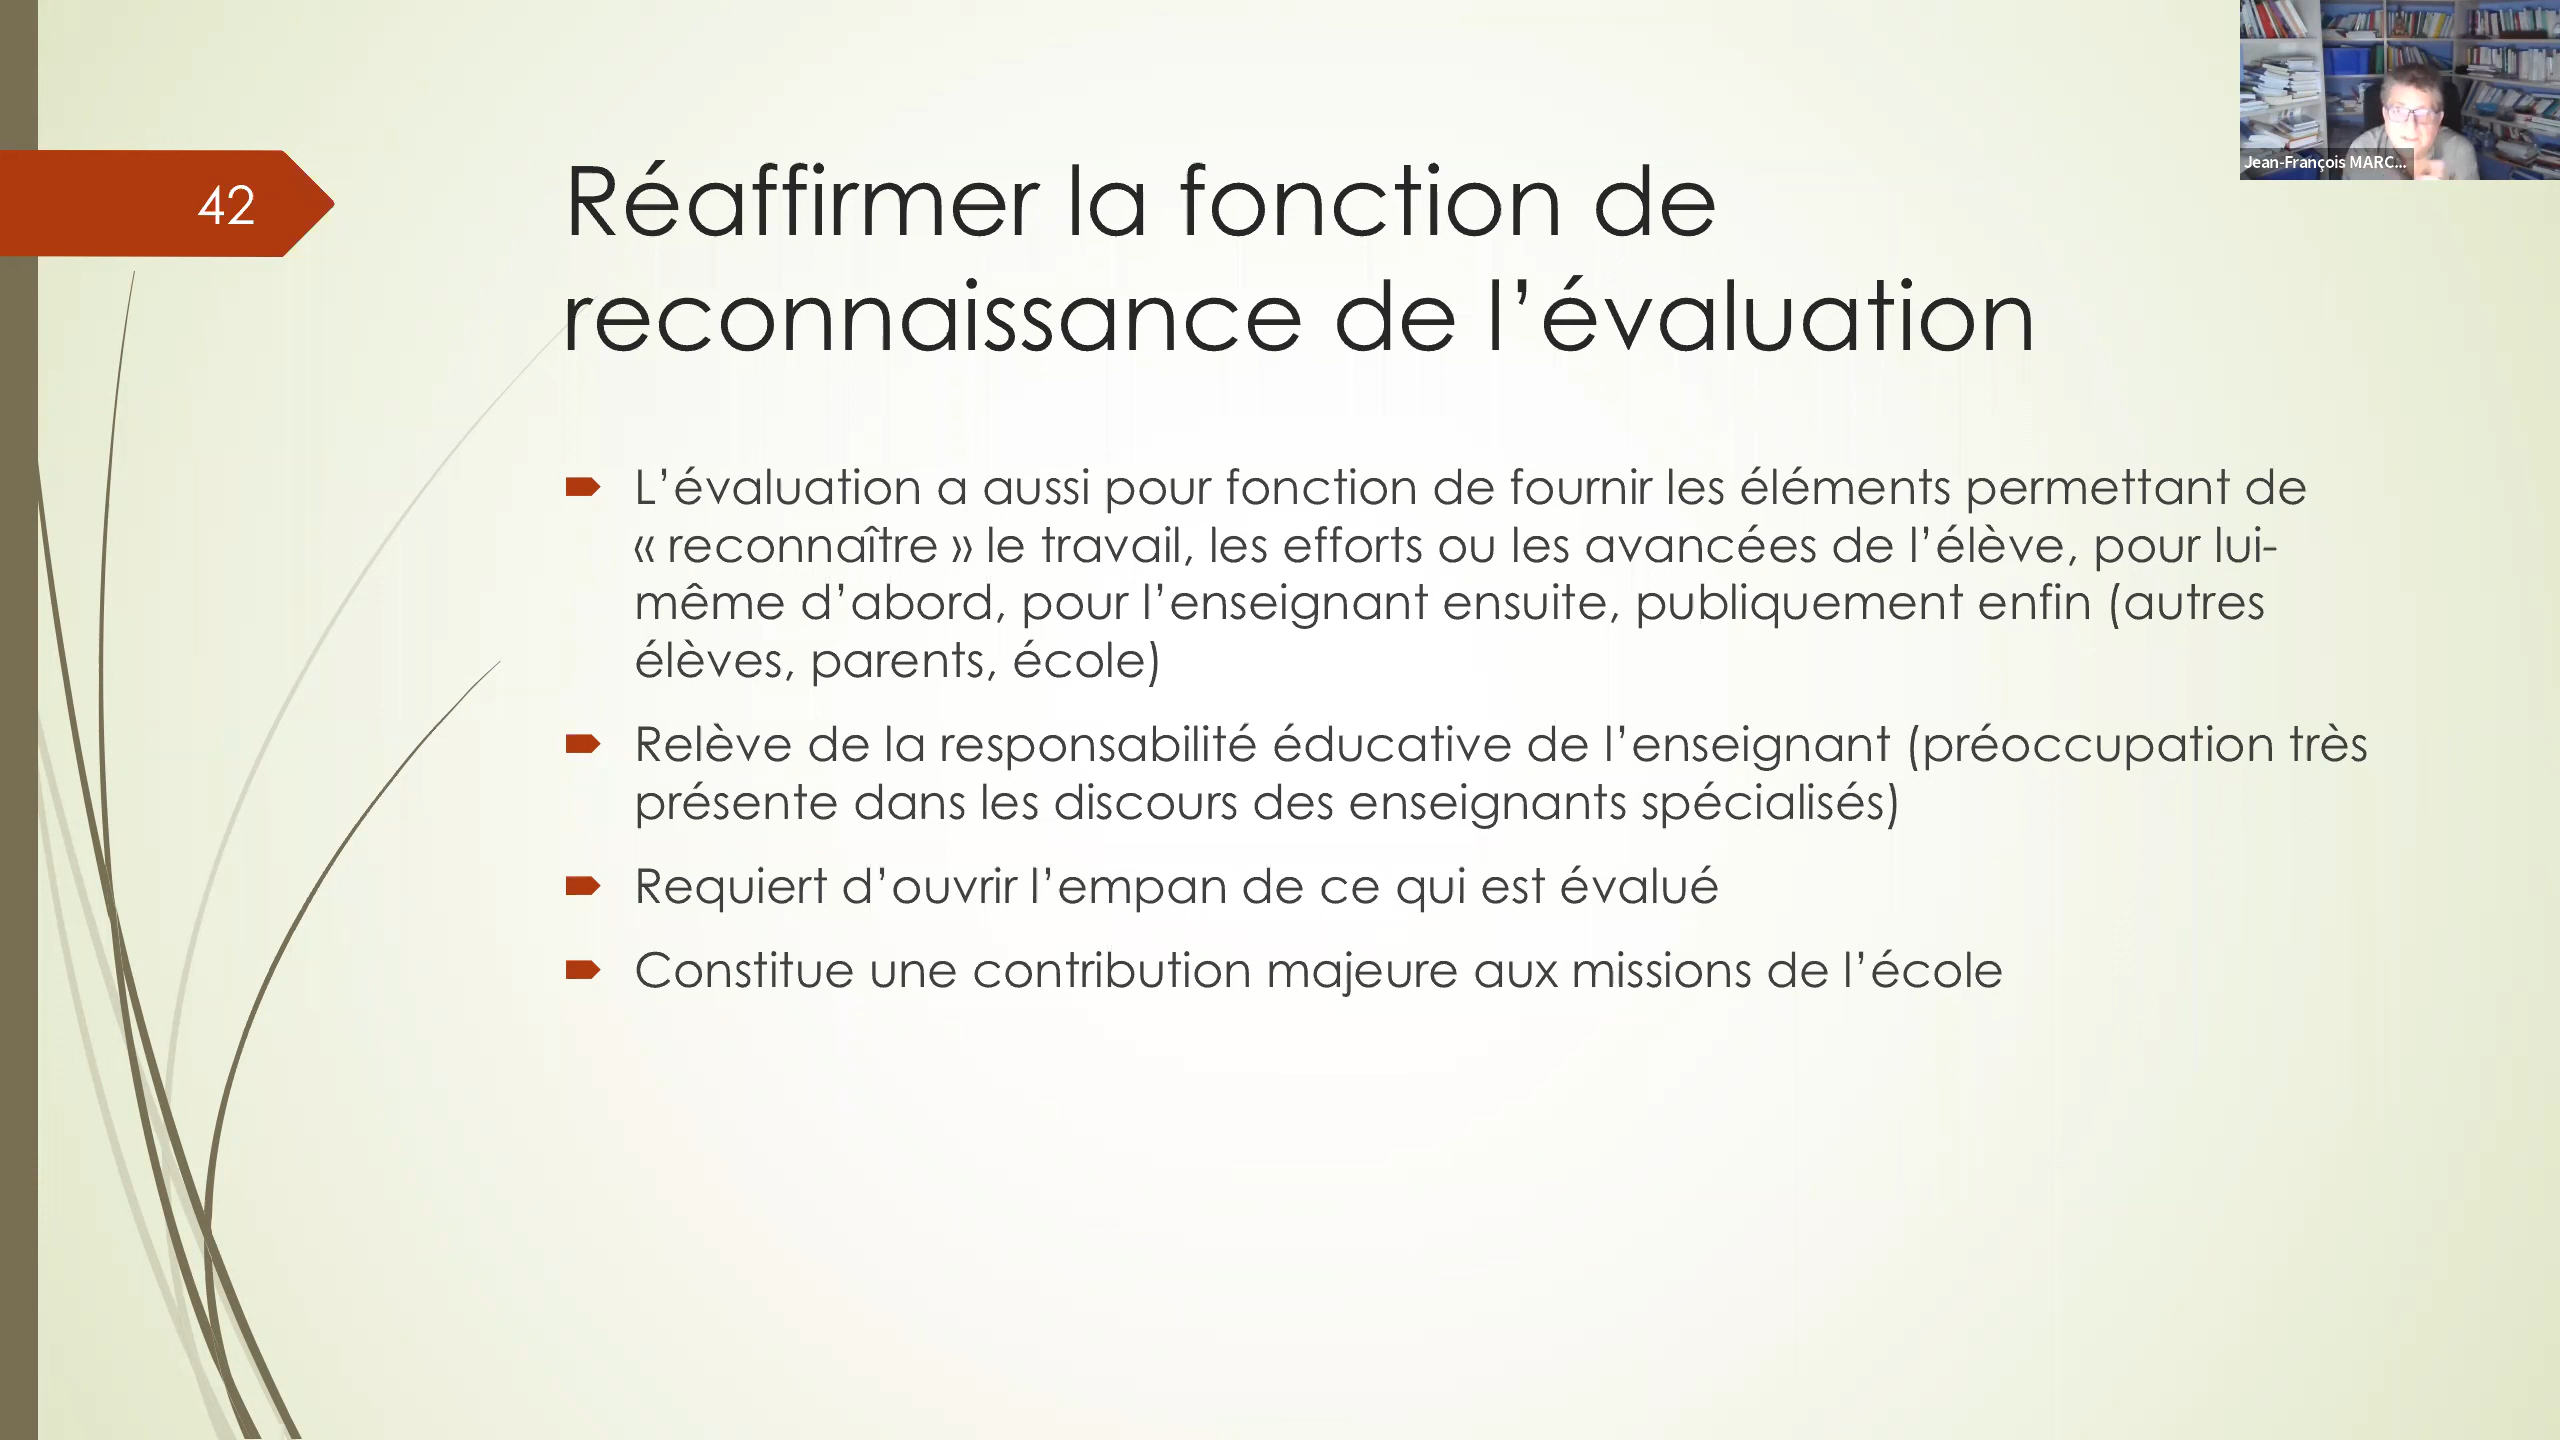 Jean-François MARC...
42
Réaffirmer la fonction de
reconnaissance de l’évaluation
L’évaluation a aussi pour fonction de fournir les éléments permettant de
« reconnaître » le travail, les efforts ou les avancées de l’élève, pour lui-
même d’abord, pour l’enseignant ensuite, publiquement enfin (autres
élèves, parents, école)
Relève de la responsabilité éducative de l’enseignant (préoccupation très
présente dans les discours des enseignants spécialisés)
Requiert d’ouvrir l’empan de ce qui est évalué
Constitue une contribution majeure aux missions de l’école